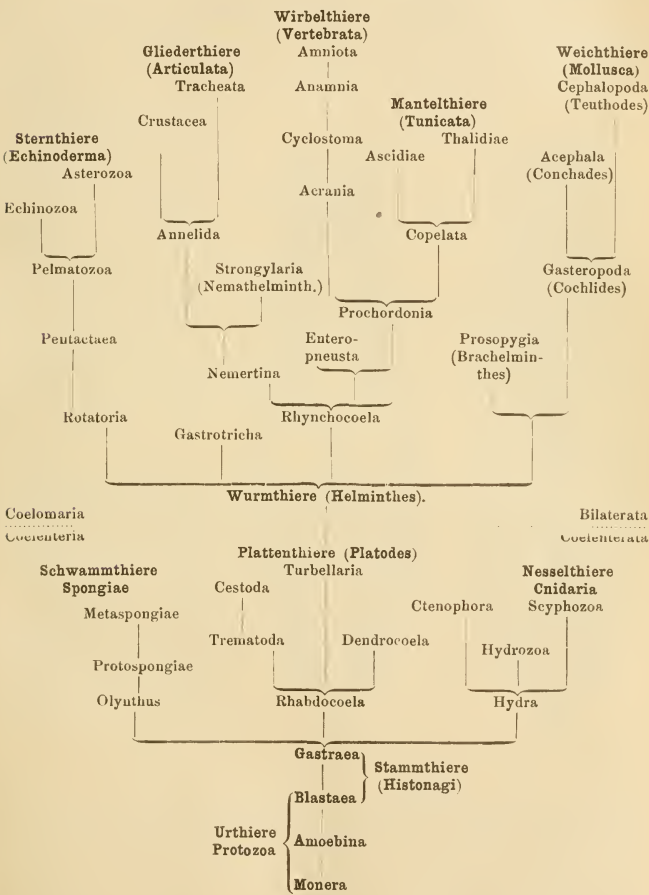 Wirbelthiere
(Vertebrata)
Amniota
Gliederthiere
(Articulata)
Tracheata
Weichthiere
(Mollusca)
Cephalopoda
(Teuthodes)
Anamnia
Mantelthiere
(Tunicata)
Thalidiae
Crustacea
Sternthiere
(Echinoderma)
Asterozoa
Cyclostoma
Ascidiae
Acephala
(Conchades)
Echinozoa
Acrania
Annelida
Copelata
Pelmatozoa
Strongylaria
(Nemathelminth.)
Gasteropoda
(Cochlides)
Prochordonia
Peutactaea
Entero-
pneusta
Prosopygia
(Brachelmin-
thes)
Nemertina
Rotatoria
Gastrotricha
Rhynchocoela
Wurmthiere (Helminthes).
Coelomaria
Bilaterata
Coelenteria
Coelenterata
Plattenthiere (Platodes)
Turbellaria
Schwammthiere
Spongiae
Nesselthiere
Cnidaria
Scyphozoa
Cestoda
Metaspongiae
Ctenophora
Trematoda
Dendrocoela
Hydrozoa
Protospongiae
Olynthus
Rhabdocoela
Hydra
Gastraea
Stammthiere
(Histonagi)
Blastaea
Urthiere
Protozoa
Amoebina
Monera